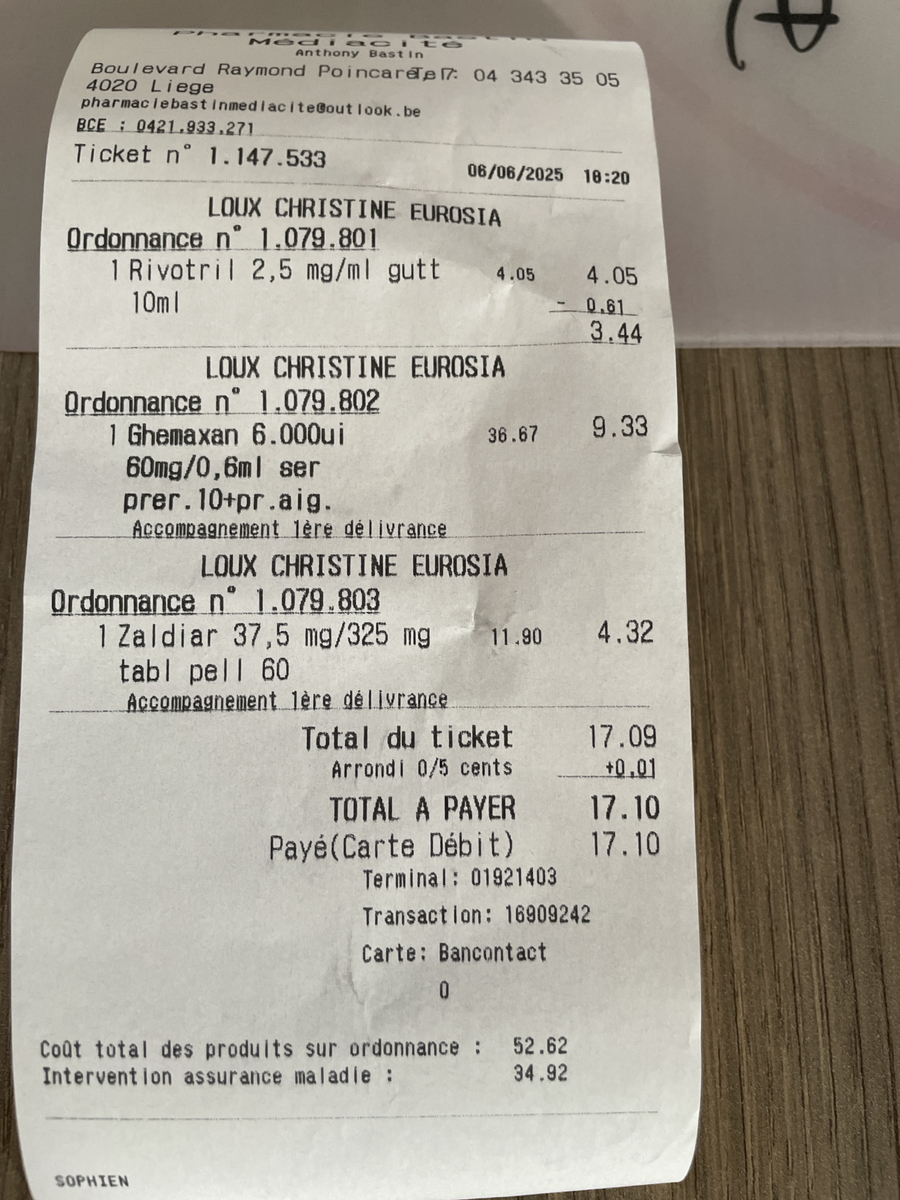 Pharmacie Bastin
Médiacité
Anthony Bastin
Boulevard Raymond Poincaré 7 Tel : 04 343 35 05
4020 Liege
pharmaciebastinmediacite@outlook.be
BCE : 0421.933.271
Ticket n° 1.147.533
06/06/2025 18:20
LOUX CHRISTINE EUROSIA
Ordonnance n° 1.079.801
1 Rivotril 2,5 mg/ml gutt 4.05 4.05
10ml - 0.61
3.44
LOUX CHRISTINE EUROSIA
Ordonnance n° 1.079.802
1 Ghemaxan 6.000ui 36.67 9.33
60mg/0,6ml ser
prer.10+pr.aig.
Accompagnement 1ère délivrance
LOUX CHRISTINE EUROSIA
Ordonnance n° 1.079.803
1 Zaldiar 37,5 mg/325 mg 11.90 4.32
tabl pell 60
Accompagnement 1ère délivrance
Total du ticket 17.09
Arrondi 0/5 cents +0.01
TOTAL A PAYER 17.10
Payé(Carte Débit) 17.10
Terminal: 01921403
Transaction: 16909242
Carte: Bancontact
0
Coût total des produits sur ordonnance : 52.62
Intervention assurance maladie : 34.92
SOPHIEN